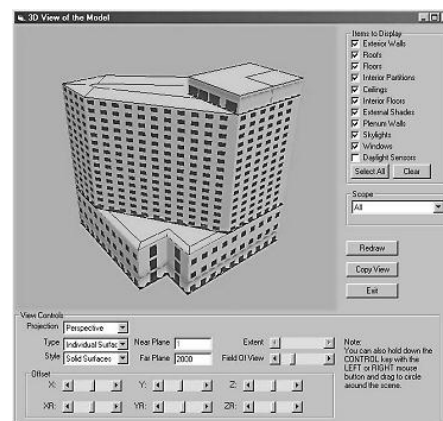 3D View of the Model
Items to Display
Exterior Walls
Roofs
Floors
Interior Partitions
Ceilings
Interior Floors
External Shades
Plenum Walls
Skylights
Windows
Daylight Sensors
Select All Clear
Scope
All
Redraw
Copy View
Exit
View Controls
Projection Perspective
Type Individual Surfac Near Plane 1 Extent
Style Solid Surfaces Far Plane 2000 Field Of View
Note:
You can also hold down the
CONTROL key with the
LEFT or RIGHT mouse
button and drag to circle
around the scene.
Offset
X: Y: Z:
XR: YR: ZR: